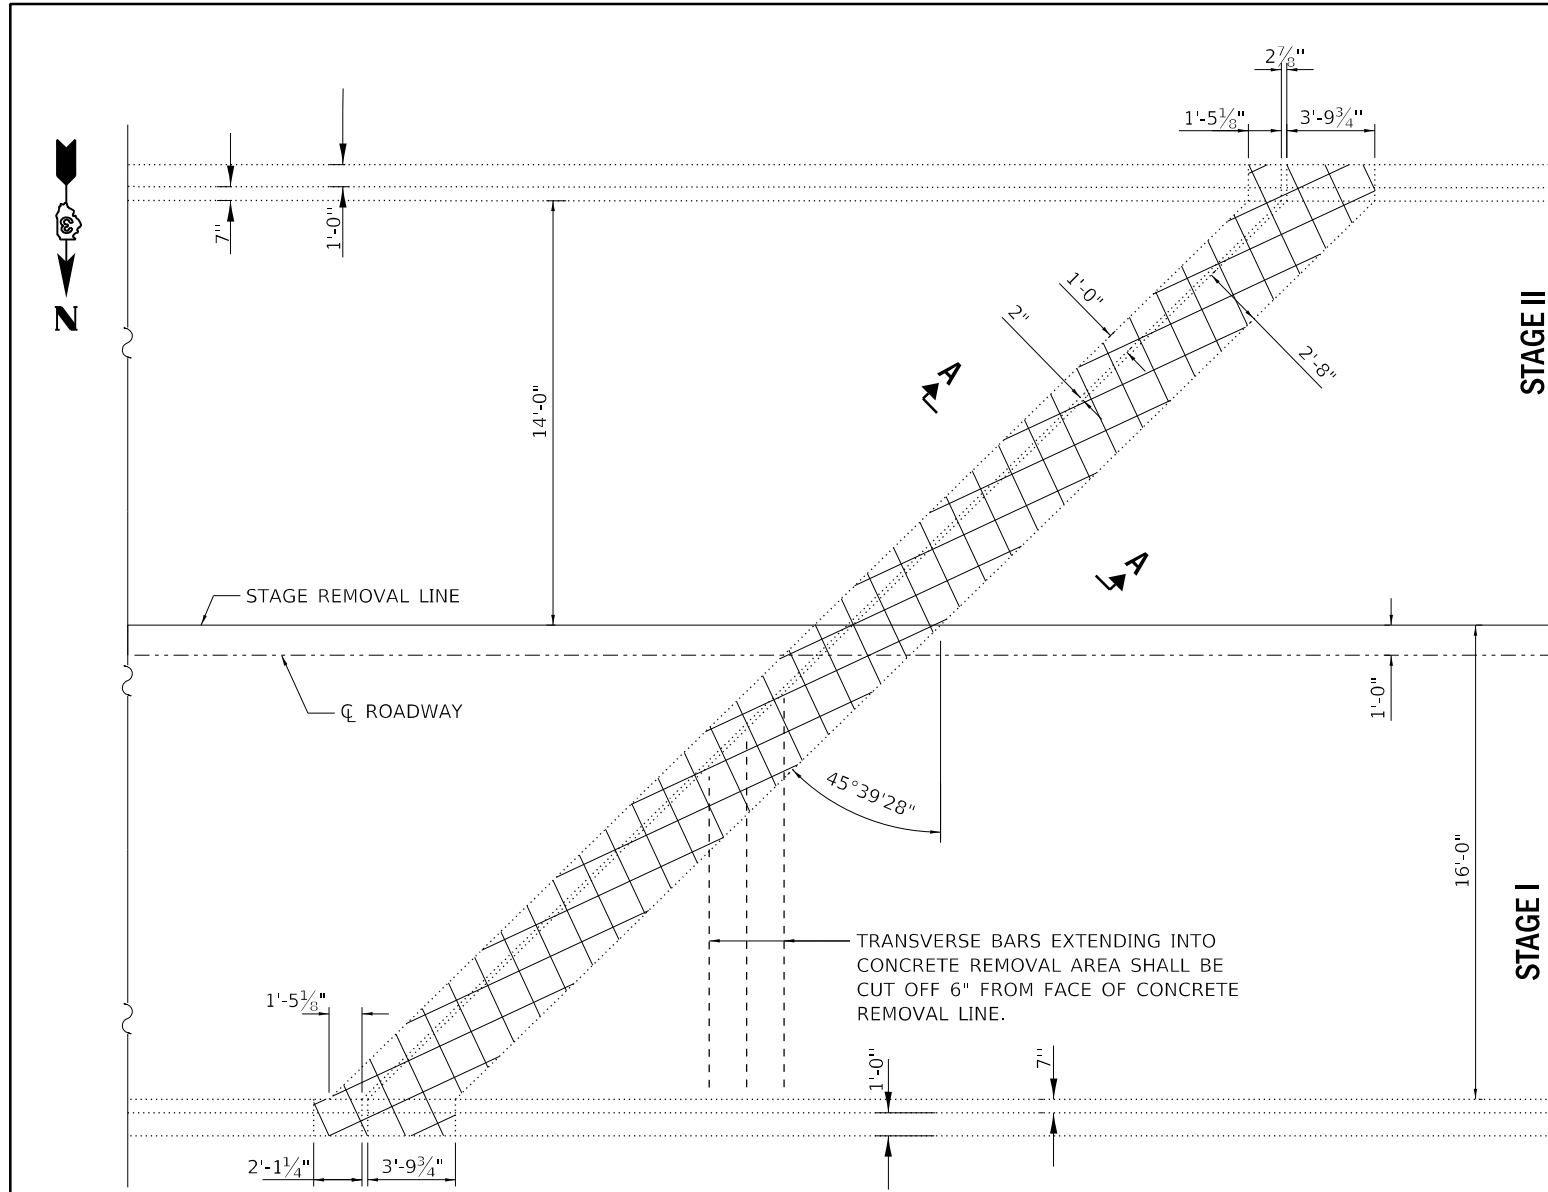 2⅞"
1'-5⅛"
3'-9¾"
7"
1'-0"
N
14'-0"
1'-0"
2"
2'-8"
A
STAGE II
A
STAGE REMOVAL LINE
℄ ROADWAY
1'-0"
45°39'28"
16'-0"
STAGE I
TRANSVERSE BARS EXTENDING INTO
CONCRETE REMOVAL AREA SHALL BE
CUT OFF 6" FROM FACE OF CONCRETE
REMOVAL LINE.
1'-5⅛"
1'-0"
7"
2'-1¼"
3'-9¾"